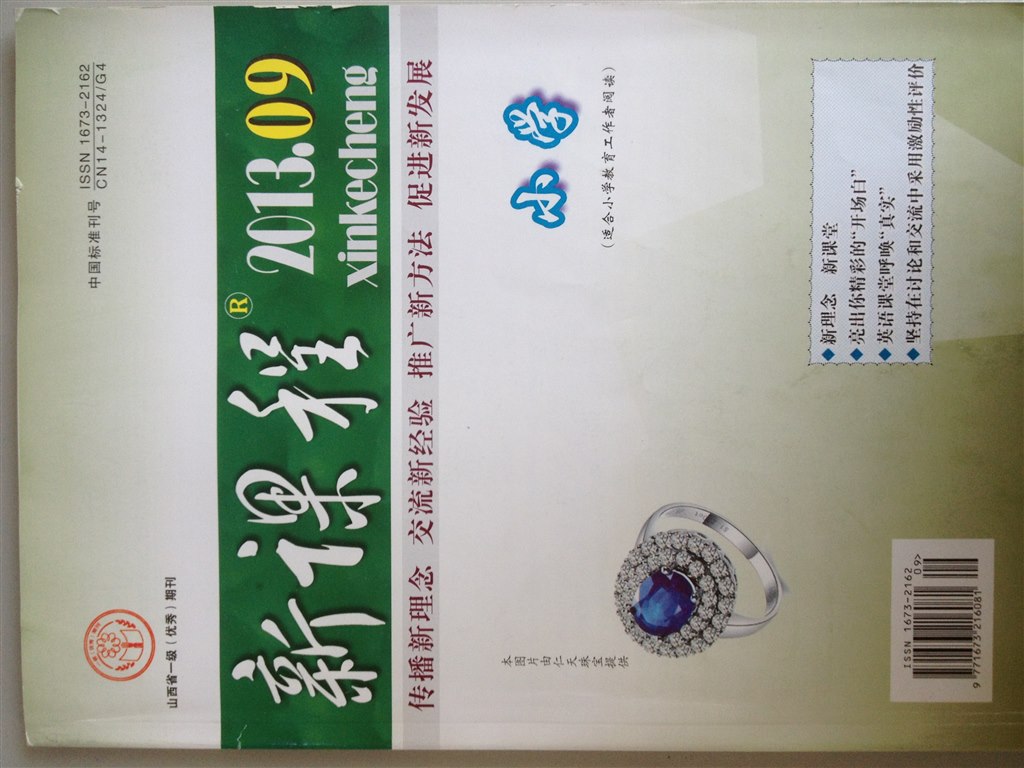 中国标准刊号 ISSN 1673-2162
CN14-1324/G4
山西省一级（优秀）期刊
新课程® 2013.09
xinkecheng
传播新理念 交流新经验 推广新方法 促进新发展
小学
（适合小学教育工作者阅读）
本图片由仁天珠宝提供
◆新理念 新课堂
◆亮出你精彩的“开场白”
◆英语课堂呼唤“真实”
◆坚持在讨论和交流中采用激励性评价
ISSN 1673-2162
09>
9 771673 216081